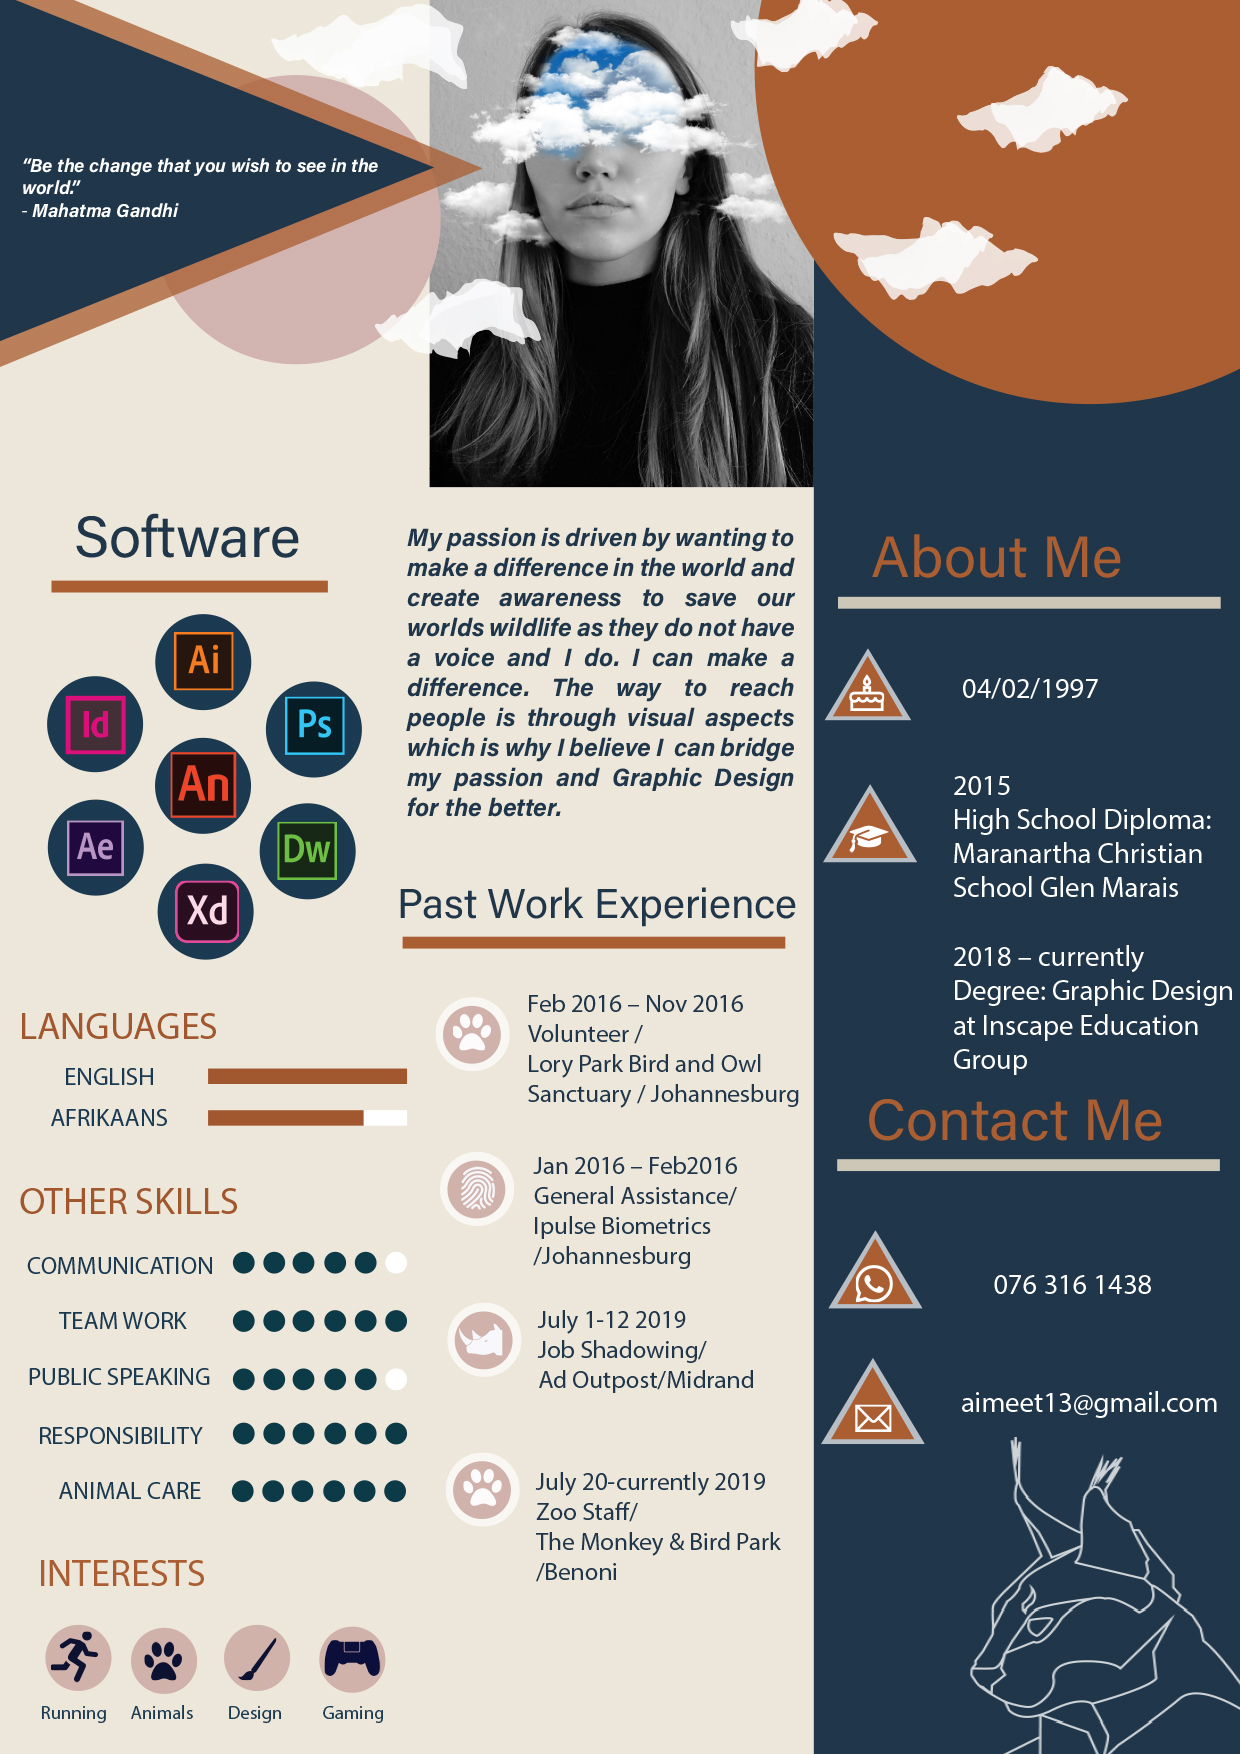 “Be the change that you wish to see in the
world.”
- Mahatma Gandhi
Software
Ai
Id
Ps
An
Ae
Dw
Xd
LANGUAGES
ENGLISH
AFRIKAANS
OTHER SKILLS
COMMUNICATION
TEAM WORK
PUBLIC SPEAKING
RESPONSIBILITY
ANIMAL CARE
INTERESTS
Running Animals Design Gaming
My passion is driven by wanting to
make a difference in the world and
create awareness to save our
worlds wildlife as they do not have
a voice and I do. I can make a
difference. The way to reach
people is through visual aspects
which is why I believe I can bridge
my passion and Graphic Design
for the better.
Past Work Experience
Feb 2016 – Nov 2016
Volunteer /
Lory Park Bird and Owl
Sanctuary / Johannesburg
Jan 2016 – Feb2016
General Assistance/
Ipulse Biometrics
/Johannesburg
July 1-12 2019
Job Shadowing/
Ad Outpost/Midrand
July 20-currently 2019
Zoo Staff/
The Monkey & Bird Park
/Benoni
About Me
04/02/1997
2015
High School Diploma:
Maranartha Christian
School Glen Marais
2018 – currently
Degree: Graphic Design
at Inscape Education
Group
Contact Me
076 316 1438
aimeet13@gmail.com